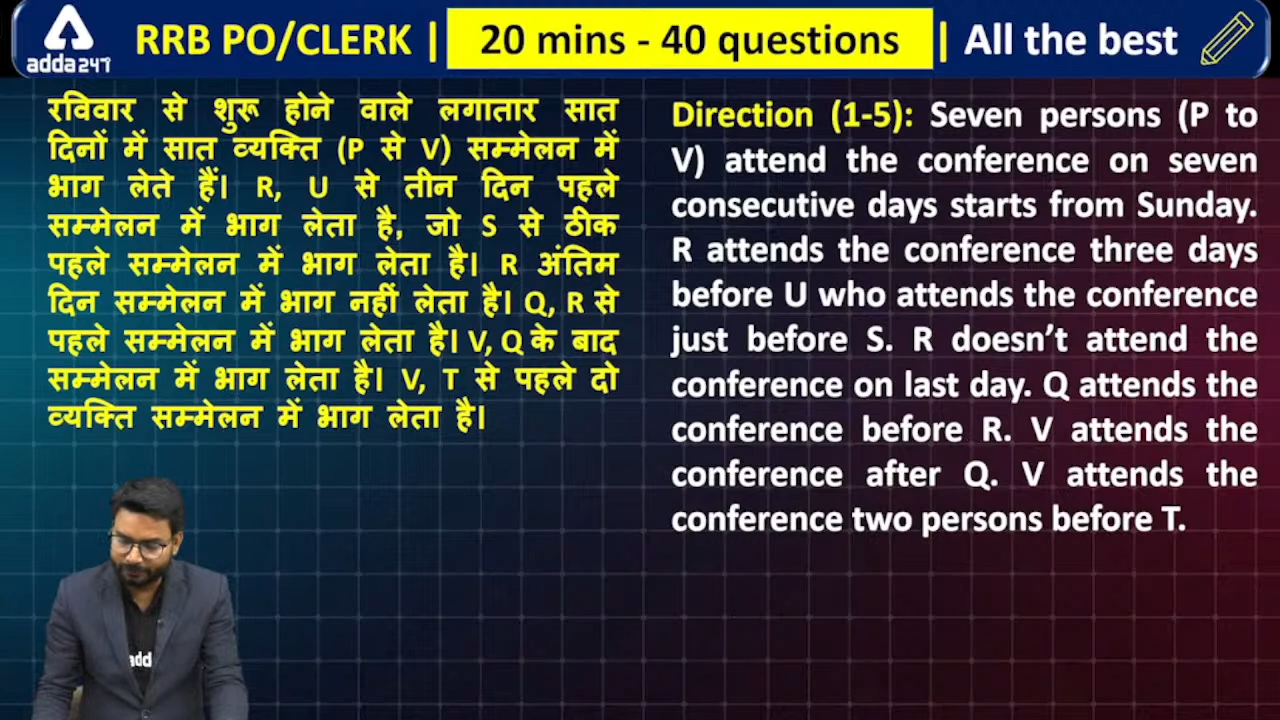 adda247
RRB PO/CLERK | 20 mins - 40 questions | All the best
रविवार से शुरू होने वाले लगातार सात
दिनों में सात व्यक्ति (P से V) सम्मेलन में
भाग लेते हैं। R, U से तीन दिन पहले
सम्मेलन में भाग लेता है, जो S से ठीक
पहले सम्मेलन में भाग लेता है। R अंतिम
दिन सम्मेलन में भाग नहीं लेता है। Q, R से
पहले सम्मेलन में भाग लेता है। V, Q के बाद
सम्मेलन में भाग लेता है। V, T से पहले दो
व्यक्ति सम्मेलन में भाग लेता है।
Direction (1-5): Seven persons (P to
V) attend the conference on seven
consecutive days starts from Sunday.
R attends the conference three days
before U who attends the conference
just before S. R doesn’t attend the
conference on last day. Q attends the
conference before R. V attends the
conference after Q. V attends the
conference two persons before T.
add